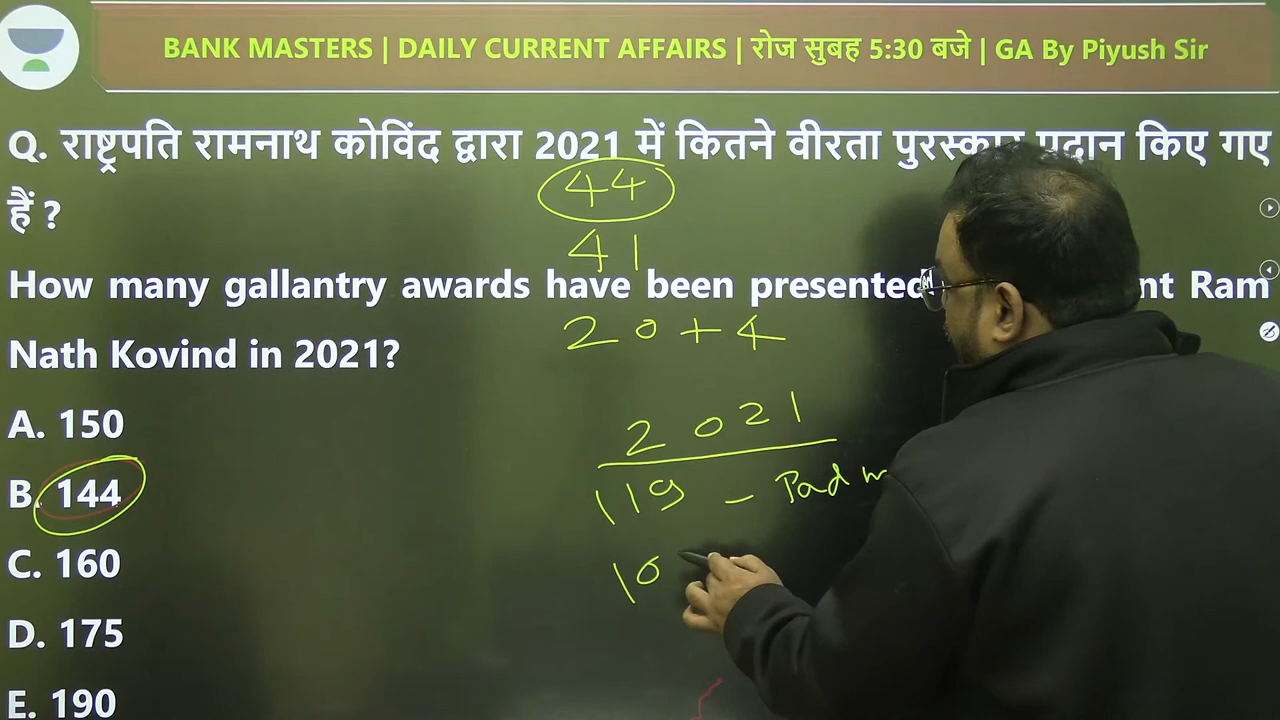 BANK MASTERS | DAILY CURRENT AFFAIRS | रोज सुबह 5:30 बजे | GA By Piyush Sir
Q. राष्ट्रपति रामनाथ कोविंद द्वारा 2021 में कितने वीरता पुरस्कार प्रदान किए गए
हैं ?
44
41
How many gallantry awards have been presented nt Ram
20+4
Nath Kovind in 2021?
A. 150
2021
B. 144
119 - Padm
C. 160
10
D. 175
E. 190